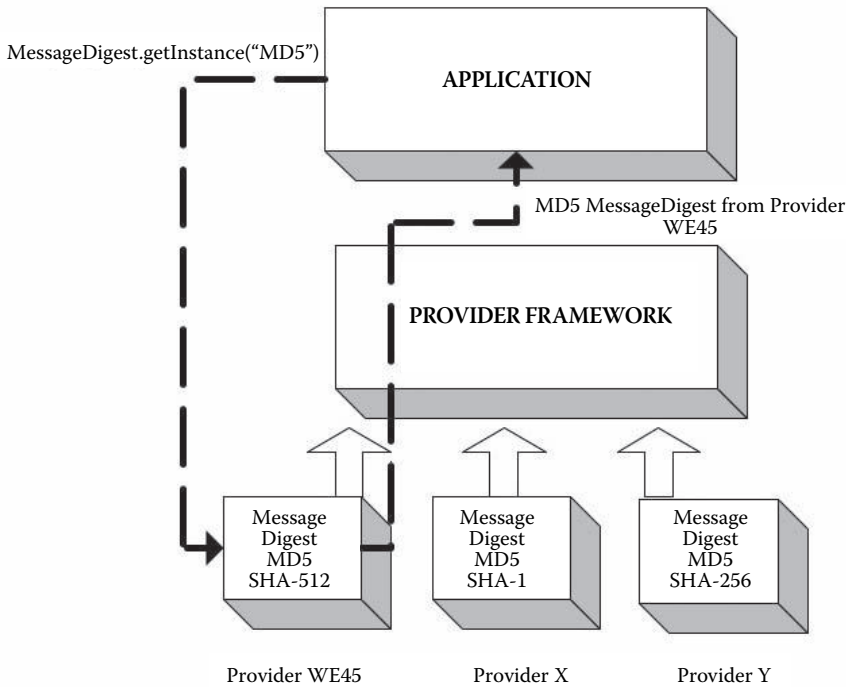 MessageDigest.getInstance(“MD5”)
APPLICATION
MD5 MessageDigest from Provider
WE45
PROVIDER FRAMEWORK
Message
Digest
MD5
SHA-512
Message
Digest
MD5
SHA-1
Message
Digest
MD5
SHA-256
Provider WE45
Provider X
Provider Y